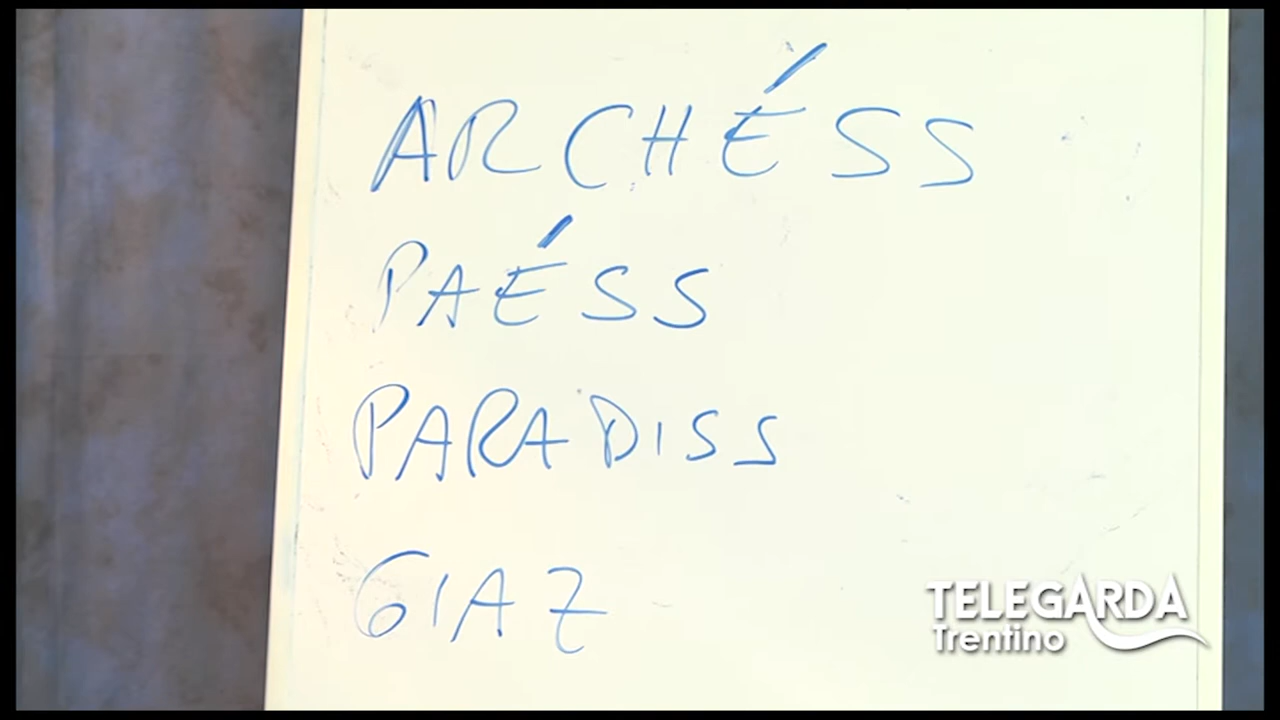 ARCHÉSS
PAÉSS
PARADISS
GIAZ
TELEGARDA
Trentino